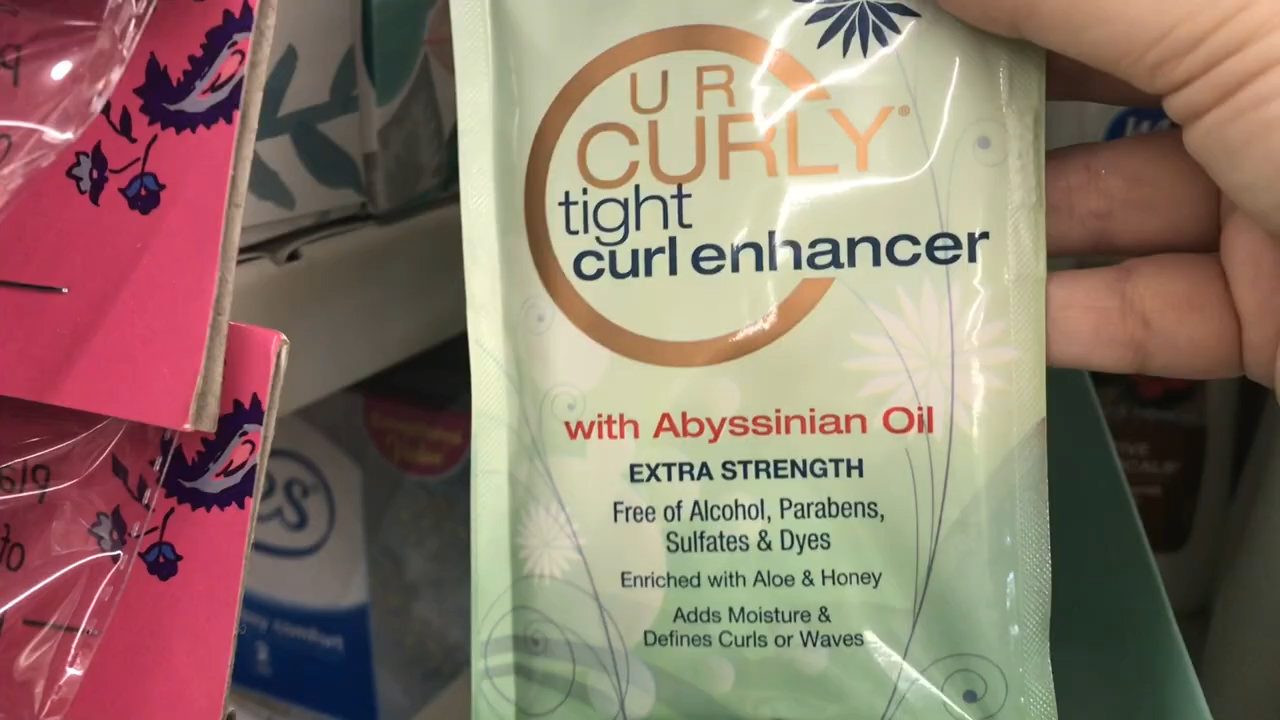 U R
CURLY®
tight
curl enhancer
with Abyssinian Oil
EXTRA STRENGTH
Free of Alcohol, Parabens,
Sulfates & Dyes
Enriched with Aloe & Honey
Adds Moisture &
Defines Curls or Waves